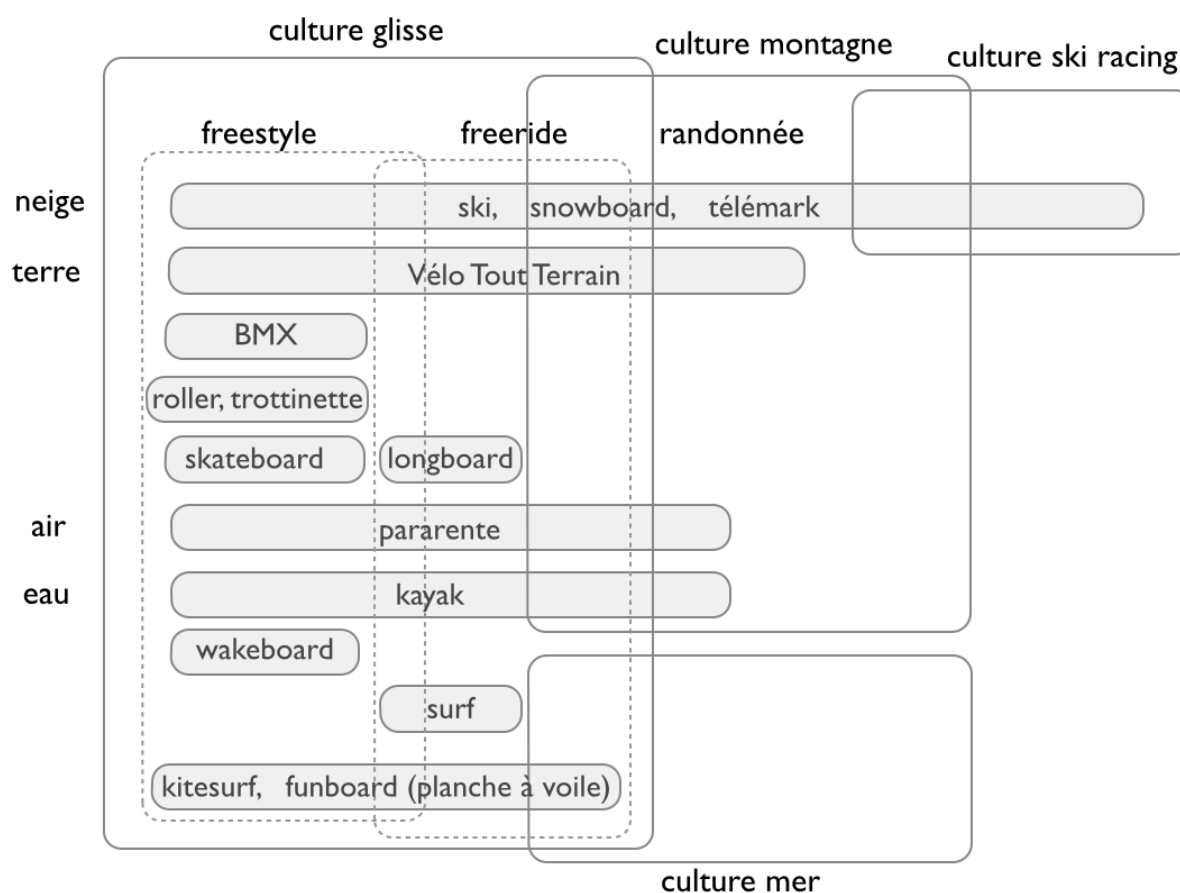 culture glisse
culture montagne
culture ski racing
freestyle freeride randonnée
neige ski, snowboard, télémark
terre Vélo Tout Terrain
BMX
roller, trottinette
skateboard longboard
air pararente
eau kayak
wakeboard
surf
kitesurf, funboard (planche à voile)
culture mer